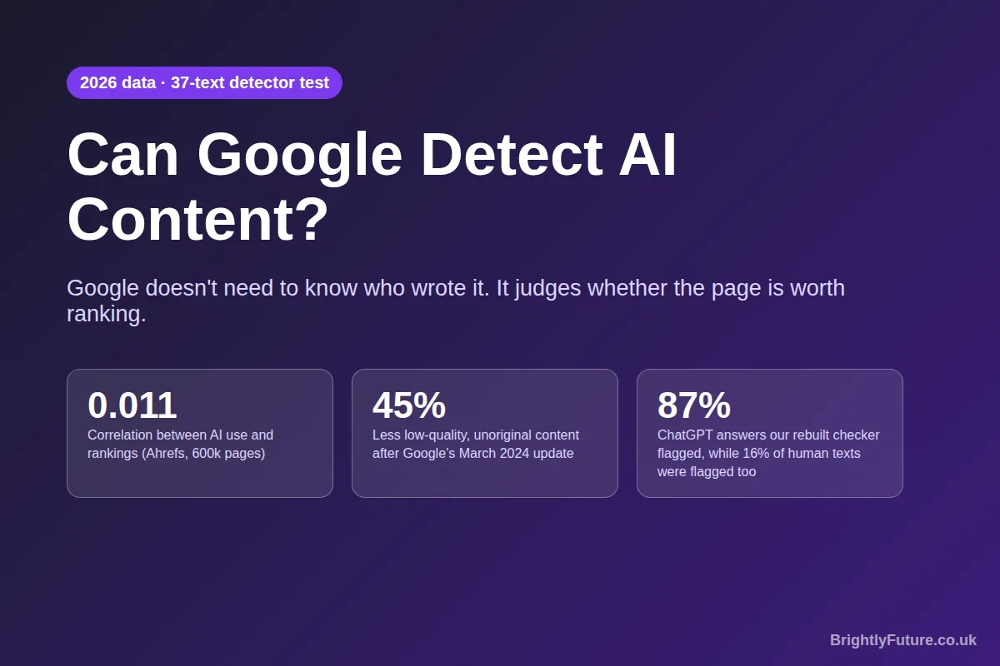 2026 data · 37-text detector test
Can Google Detect AI
Content?
Google doesn't need to know who wrote it. It judges whether the page is worth
ranking.
0.011
Correlation between AI use and
rankings (Ahrefs, 600k pages)
45%
Less low-quality, unoriginal content
after Google’s March 2024 update
87%
ChatGPT answers our rebuilt checker
flagged, while 16% of human texts
were flagged too
BrightlyFuture.co.uk